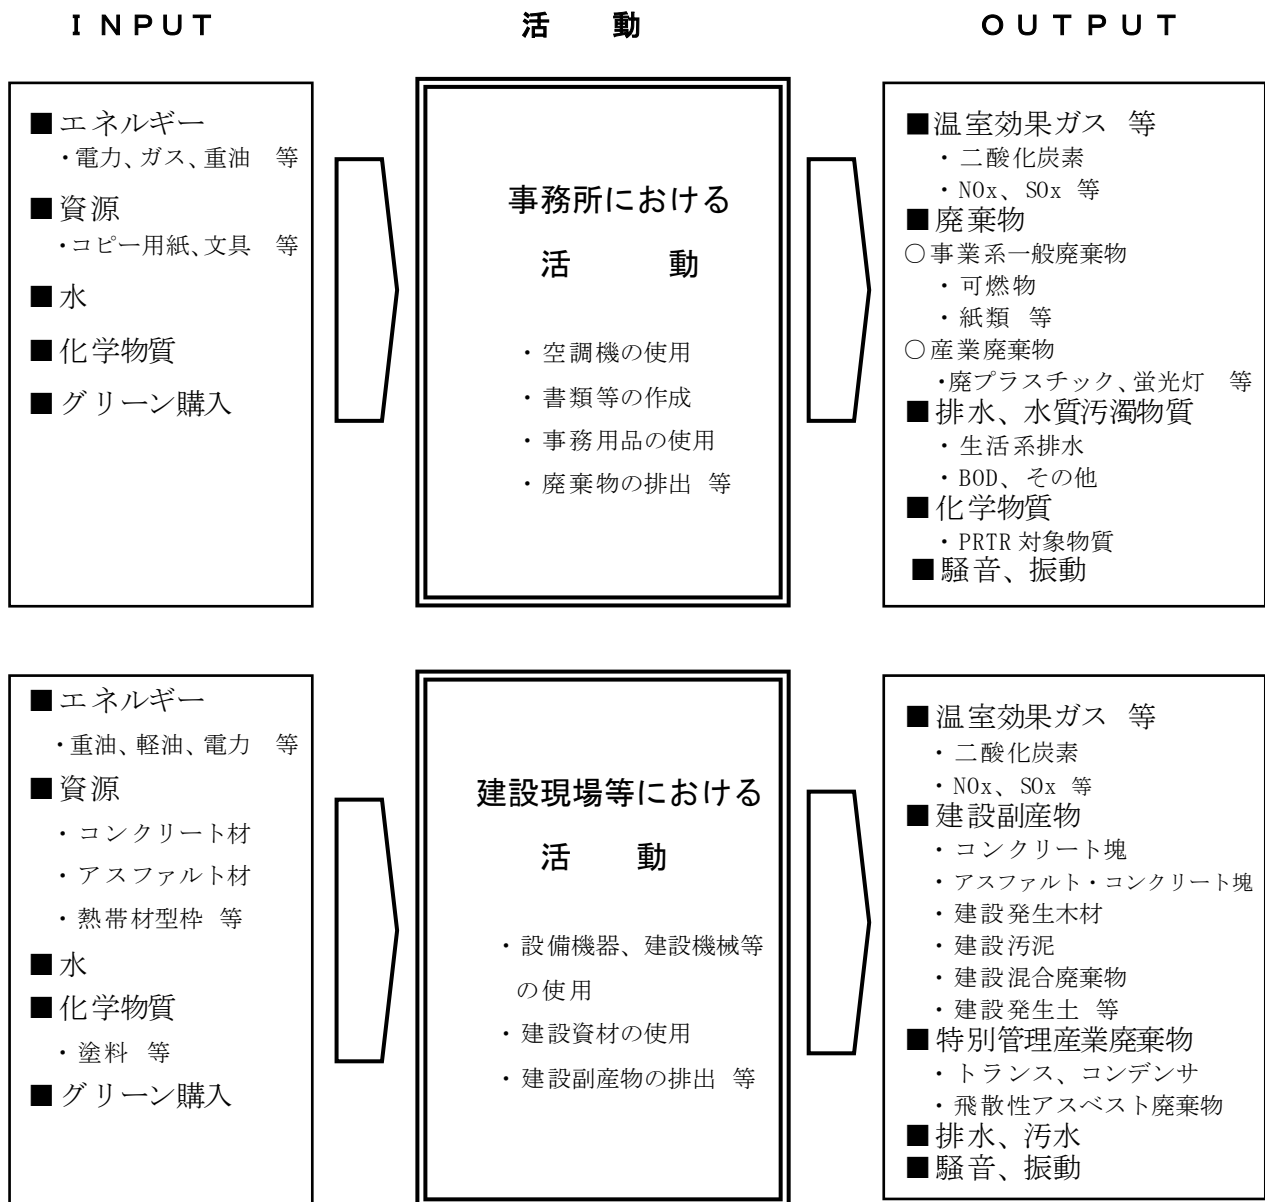 ＩＮＰＵＴ
活　動
ＯＵＴＰＵＴ
■エネルギー
・電力、ガス、重油　等
■資源
・コピー用紙、文具　等
■水
■化学物質
■グリーン購入
事務所における
活　動
・空調機の使用
・書類等の作成
・事務用品の使用
・廃棄物の排出 等
■温室効果ガス 等
・二酸化炭素
・NOx、SOx 等
■廃棄物
○事業系一般廃棄物
・可燃物
・紙類 等
○産業廃棄物
・廃プラスチック、蛍光灯　等
■排水、水質汚濁物質
・生活系排水
・BOD、その他
■化学物質
・PRTR 対象物質
■騒音、振動
■エネルギー
・重油、軽油、電力　等
■資源
・コンクリート材
・アスファルト材
・熱帯材型枠 等
■水
■化学物質
・塗料 等
■グリーン購入
建設現場等における
活　動
・設備機器、建設機械等
の使用
・建設資材の使用
・建設副産物の排出 等
■温室効果ガス 等
・二酸化炭素
・NOx、SOx 等
■建設副産物
・コンクリート塊
・アスファルト・コンクリート塊
・建設発生木材
・建設汚泥
・建設混合廃棄物
・建設発生土 等
■特別管理産業廃棄物
・トランス、コンデンサ
・飛散性アスベスト廃棄物
■排水、汚水
■騒音、振動